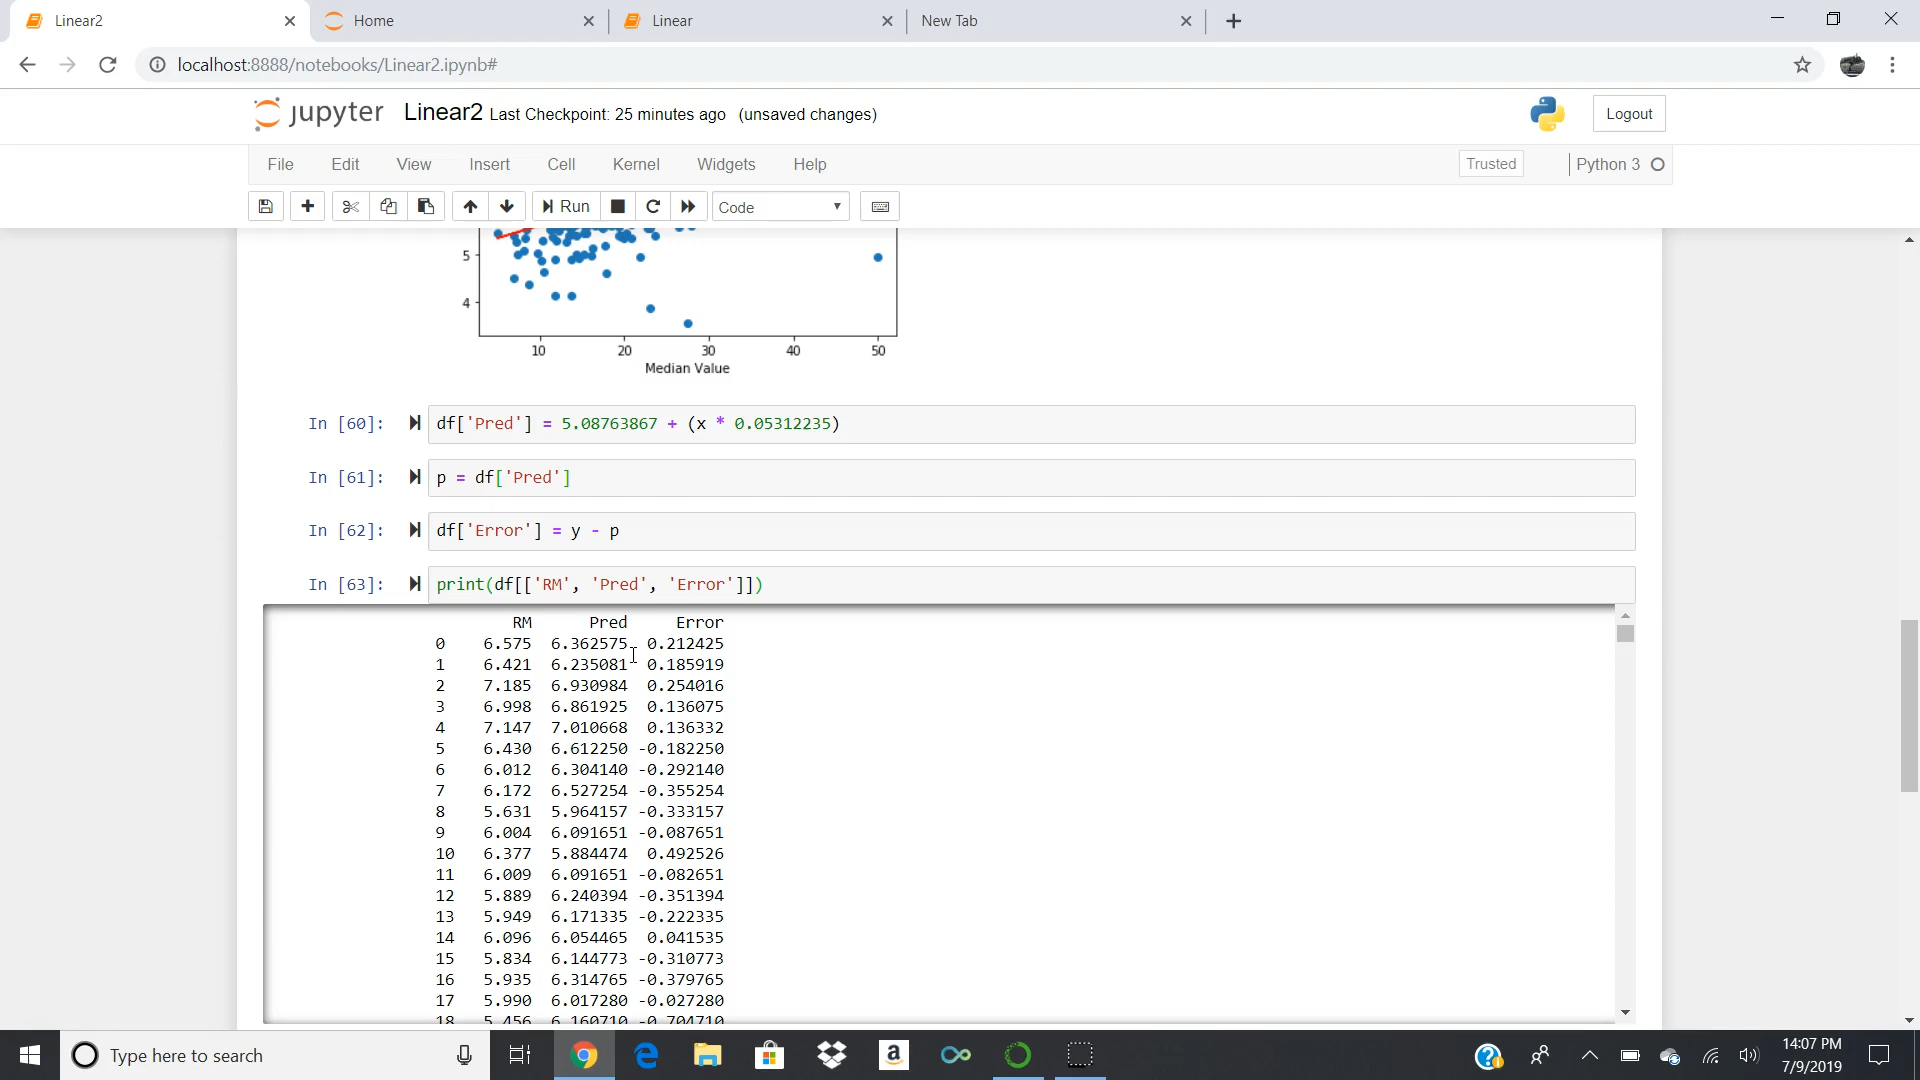 Linear2
Home
Linear
New Tab
localhost:8888/notebooks/Linear2.ipynb#
jupyter Linear2 Last Checkpoint: 25 minutes ago (unsaved changes)
Logout
File Edit View Insert Cell Kernel Widgets Help
Trusted
Python 3
Run
Code
5
4
10 20 30 40 50
Median Value
In [60]: df['Pred'] = 5.08763867 + (x * 0.05312235)
In [61]: p = df['Pred']
In [62]: df['Error'] = y - p
In [63]: print(df[['RM', 'Pred', 'Error']])
RM Pred Error
0 6.575 6.362575 0.212425
1 6.421 6.235081 0.185919
2 7.185 6.930984 0.254016
3 6.998 6.861925 0.136075
4 7.147 7.010668 0.136332
5 6.430 6.612250 -0.182250
6 6.012 6.304140 -0.292140
7 6.172 6.527254 -0.355254
8 5.631 5.964157 -0.333157
9 6.004 6.091651 -0.087651
10 6.377 5.884474 0.492526
11 6.009 6.091651 -0.082651
12 5.889 6.240394 -0.351394
13 5.949 6.171335 -0.222335
14 6.096 6.054465 0.041535
15 5.834 6.144773 -0.310773
16 5.935 6.314765 -0.379765
17 5.990 6.017280 -0.027280
18 5.456 6.160710 -0.704710
Type here to search
a
14:07 PM
7/9/2019